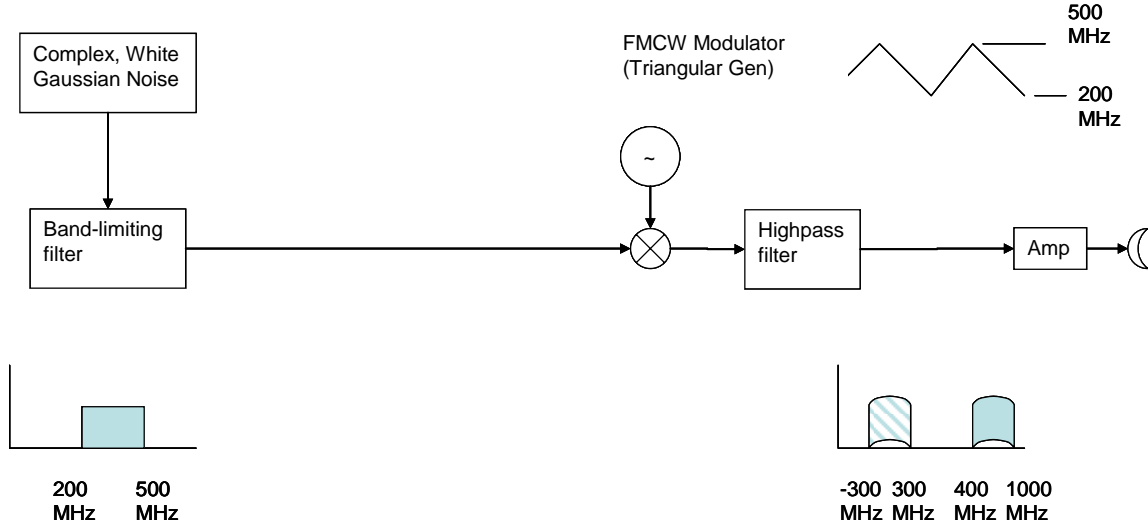 Complex, White
Gaussian Noise
FMCW Modulator
(Triangular Gen)
500
MHz
200
MHz
~
Band-limiting
filter
Highpass
filter
Amp
200
MHz
500
MHz
-300
MHz
300
MHz
400
MHz
1000
MHz